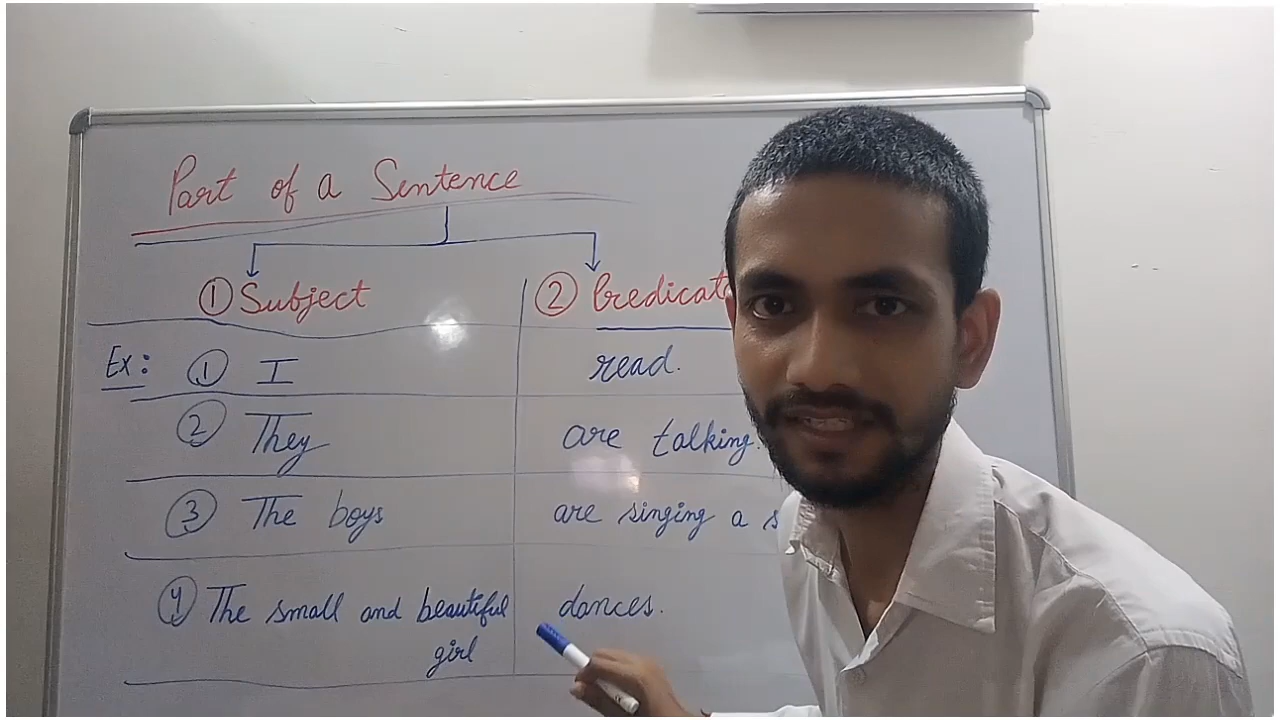 Part of a Sentence
① Subject ② Predicat
Ex: ① I read.
② They are talking.
③ The boys are singing a s
④ The small and beautiful dances.
girl